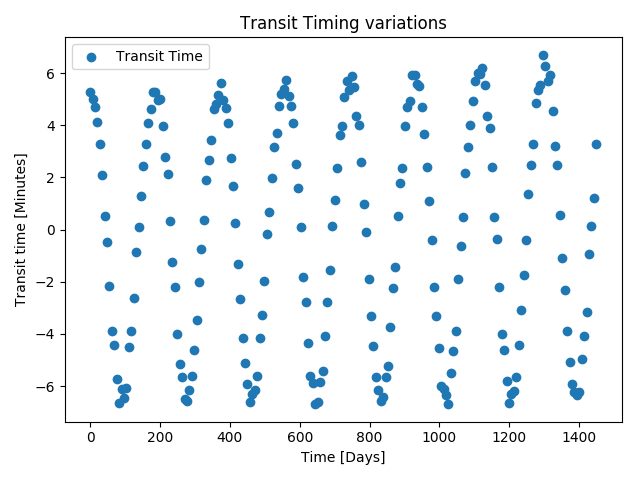 Transit Timing variations
Transit Time
Transit time [Minutes]
6
4
2
0
−2
−4
−6
0 200 400 600 800 1000 1200 1400
Time [Days]